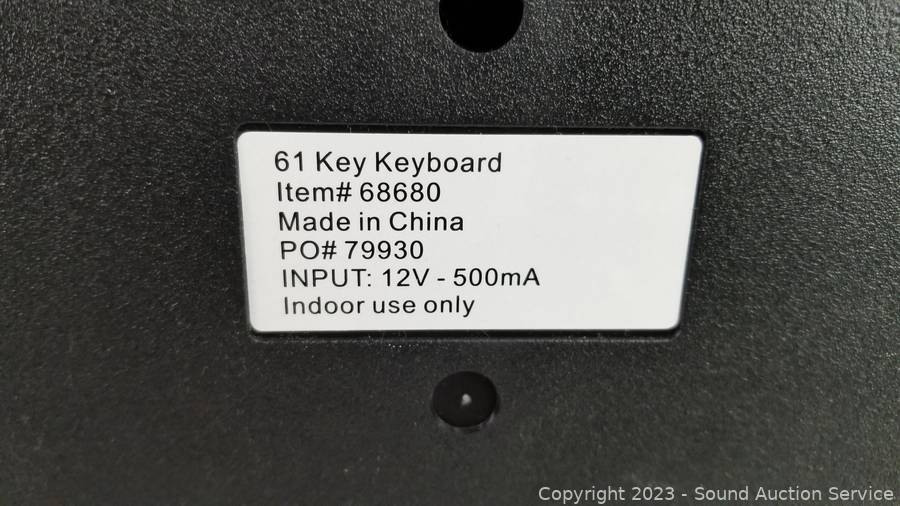 61 Key Keyboard
Item# 68680
Made in China
PO# 79930
INPUT: 12V - 500mA
Indoor use only
Copyright 2023 - Sound Auction Service